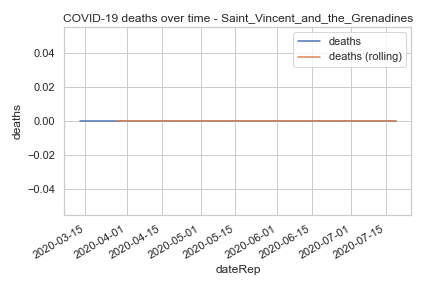 COVID-19 deaths over time - Saint_Vincent_and_the_Grenadines
deaths
deaths (rolling)
0.04
0.02
0.00
−0.02
−0.04
deaths
2020-03-15
2020-04-01
2020-04-15
2020-05-01
2020-05-15
2020-06-01
2020-06-15
2020-07-01
2020-07-15
dateRep